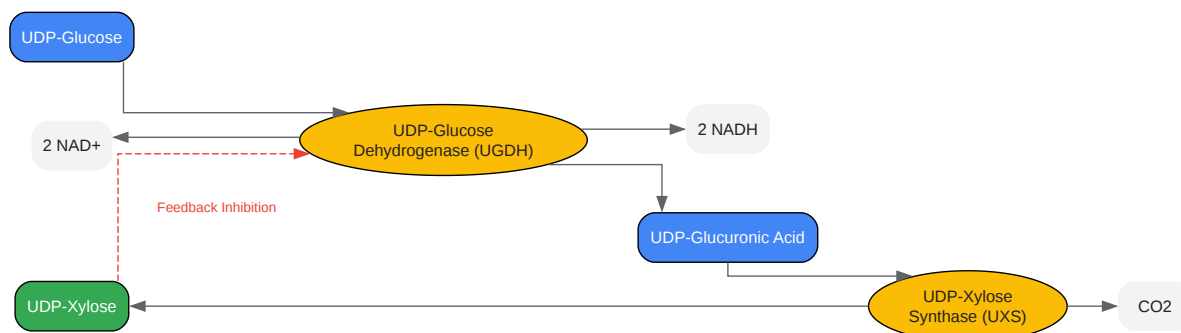 UDP-Glucose
UDP-Glucose
Dehydrogenase (UGDH)
2 NAD+
2 NADH
Feedback Inhibition
UDP-Glucuronic Acid
UDP-Xylose
UDP-Xylose
Synthase (UXS)
CO2